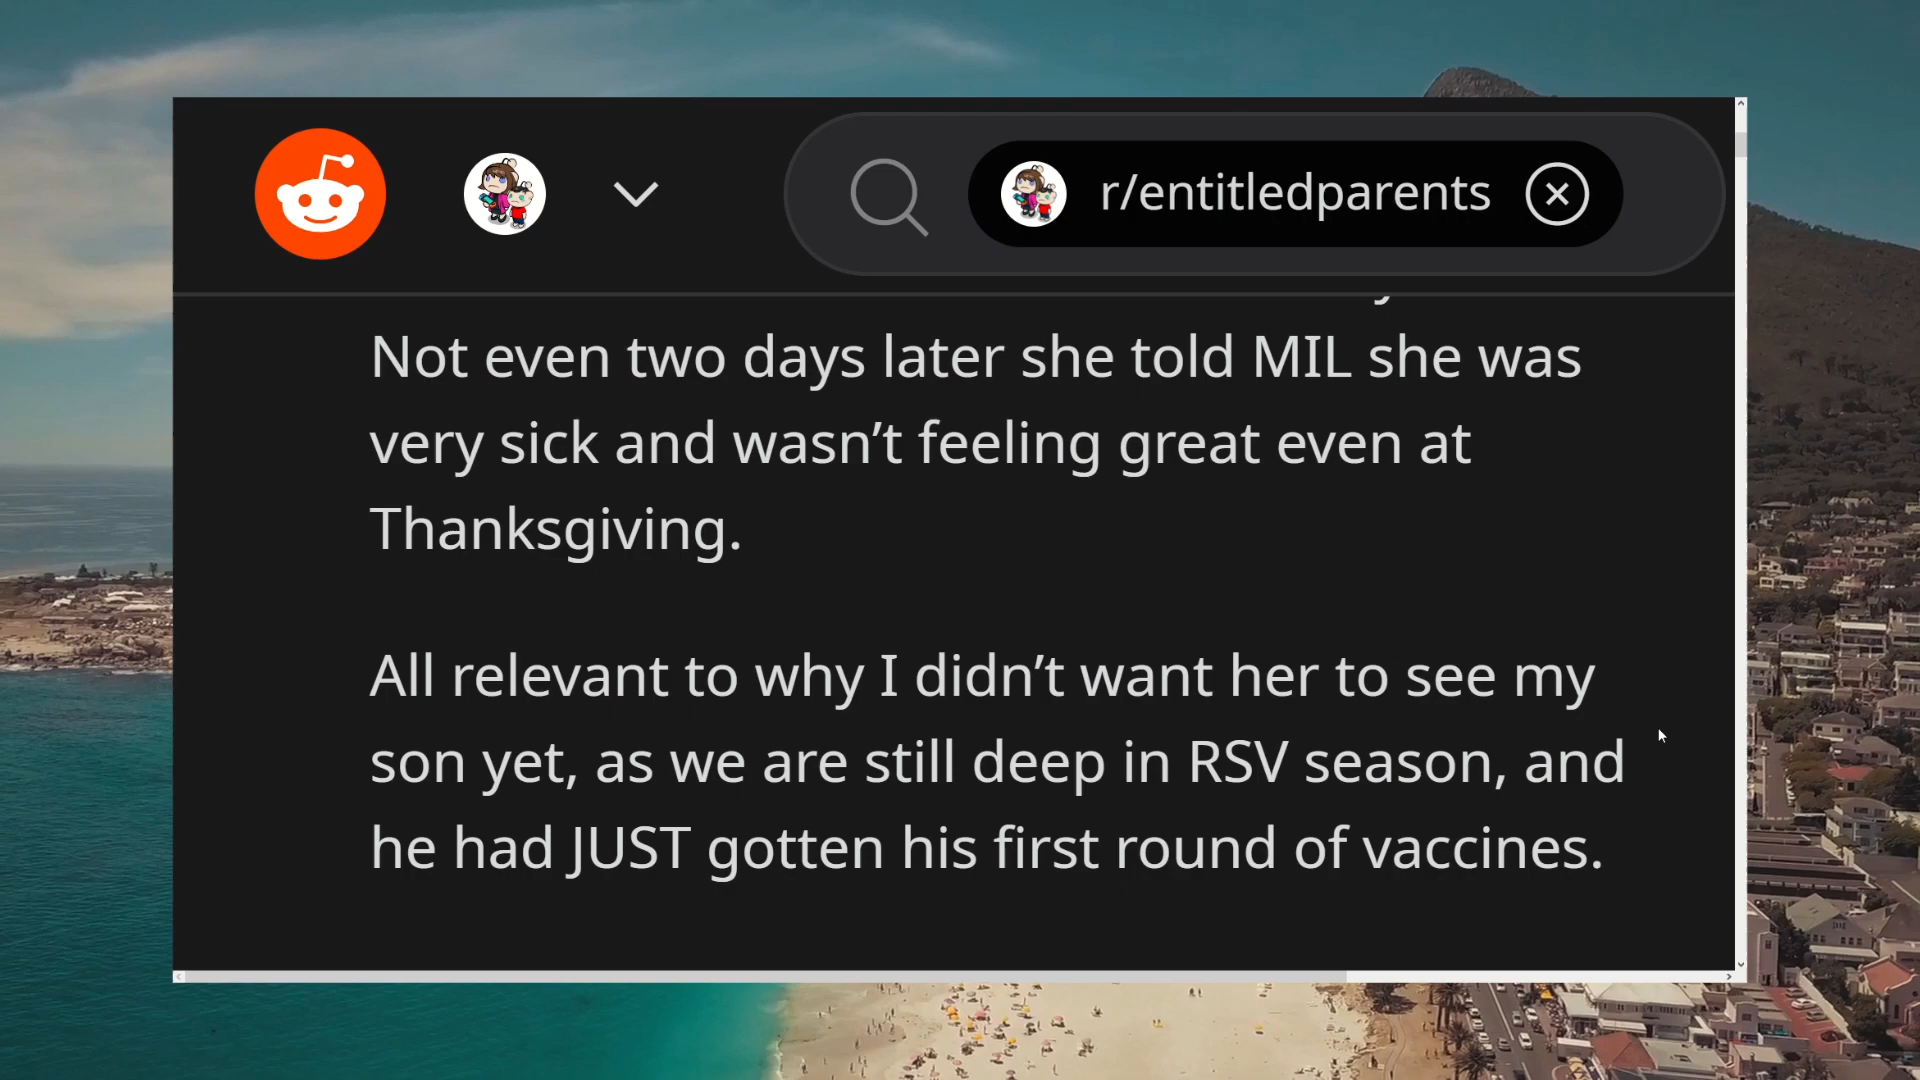 r/entitledparents
Not even two days later she told MIL she was
very sick and wasn’t feeling great even at
Thanksgiving.
All relevant to why I didn’t want her to see my
son yet, as we are still deep in RSV season, and
he had JUST gotten his first round of vaccines.